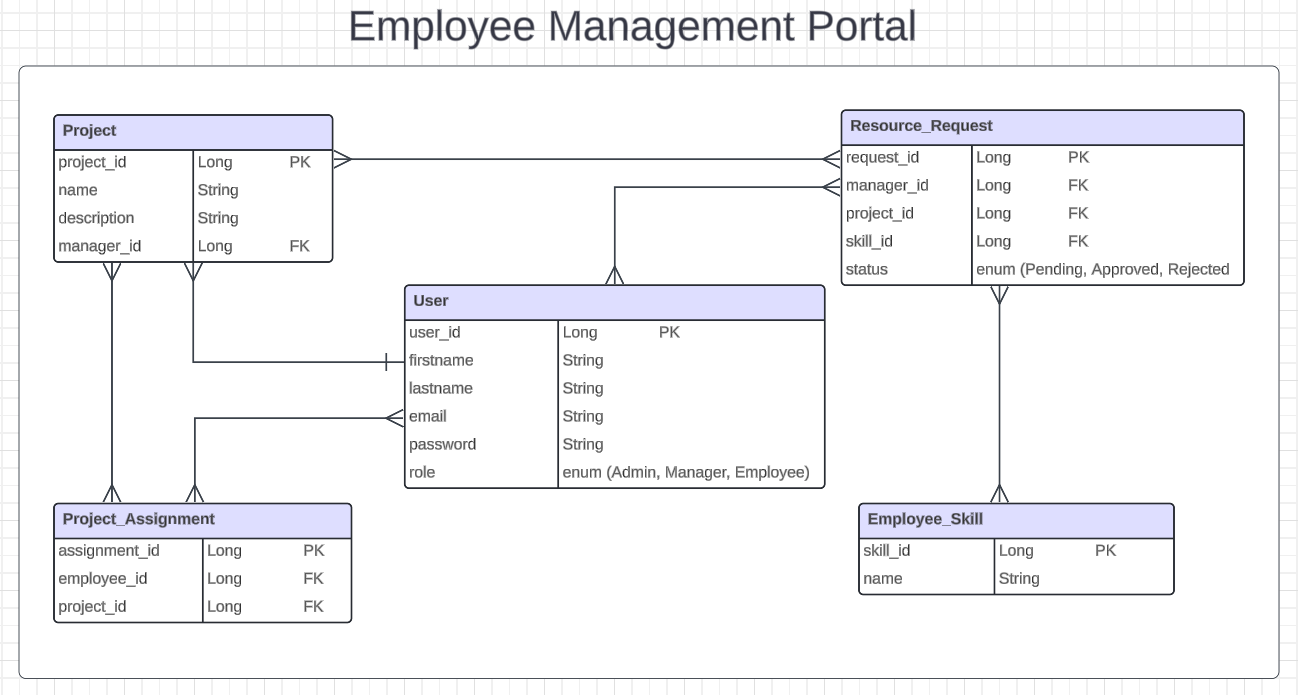 Employee Management Portal
Project
project_id Long PK
name String
description String
manager_id Long FK
Resource_Request
request_id Long PK
manager_id Long FK
project_id Long FK
skill_id Long FK
status enum (Pending, Approved, Rejected
User
user_id Long PK
firstname String
lastname String
email String
password String
role enum (Admin, Manager, Employee)
Project_Assignment
assignment_id Long PK
employee_id Long FK
project_id Long FK
Employee_Skill
skill_id Long PK
name String